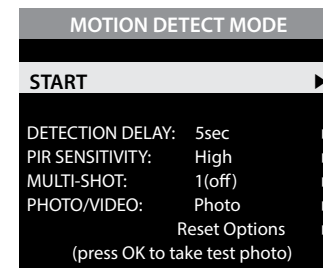 MOTION DETECT MODE
START
DETECTION DELAY: 5sec
PIR SENSITIVITY: High
MULTI-SHOT: 1(off)
PHOTO/VIDEO: Photo
Reset Options
(press OK to take test photo)